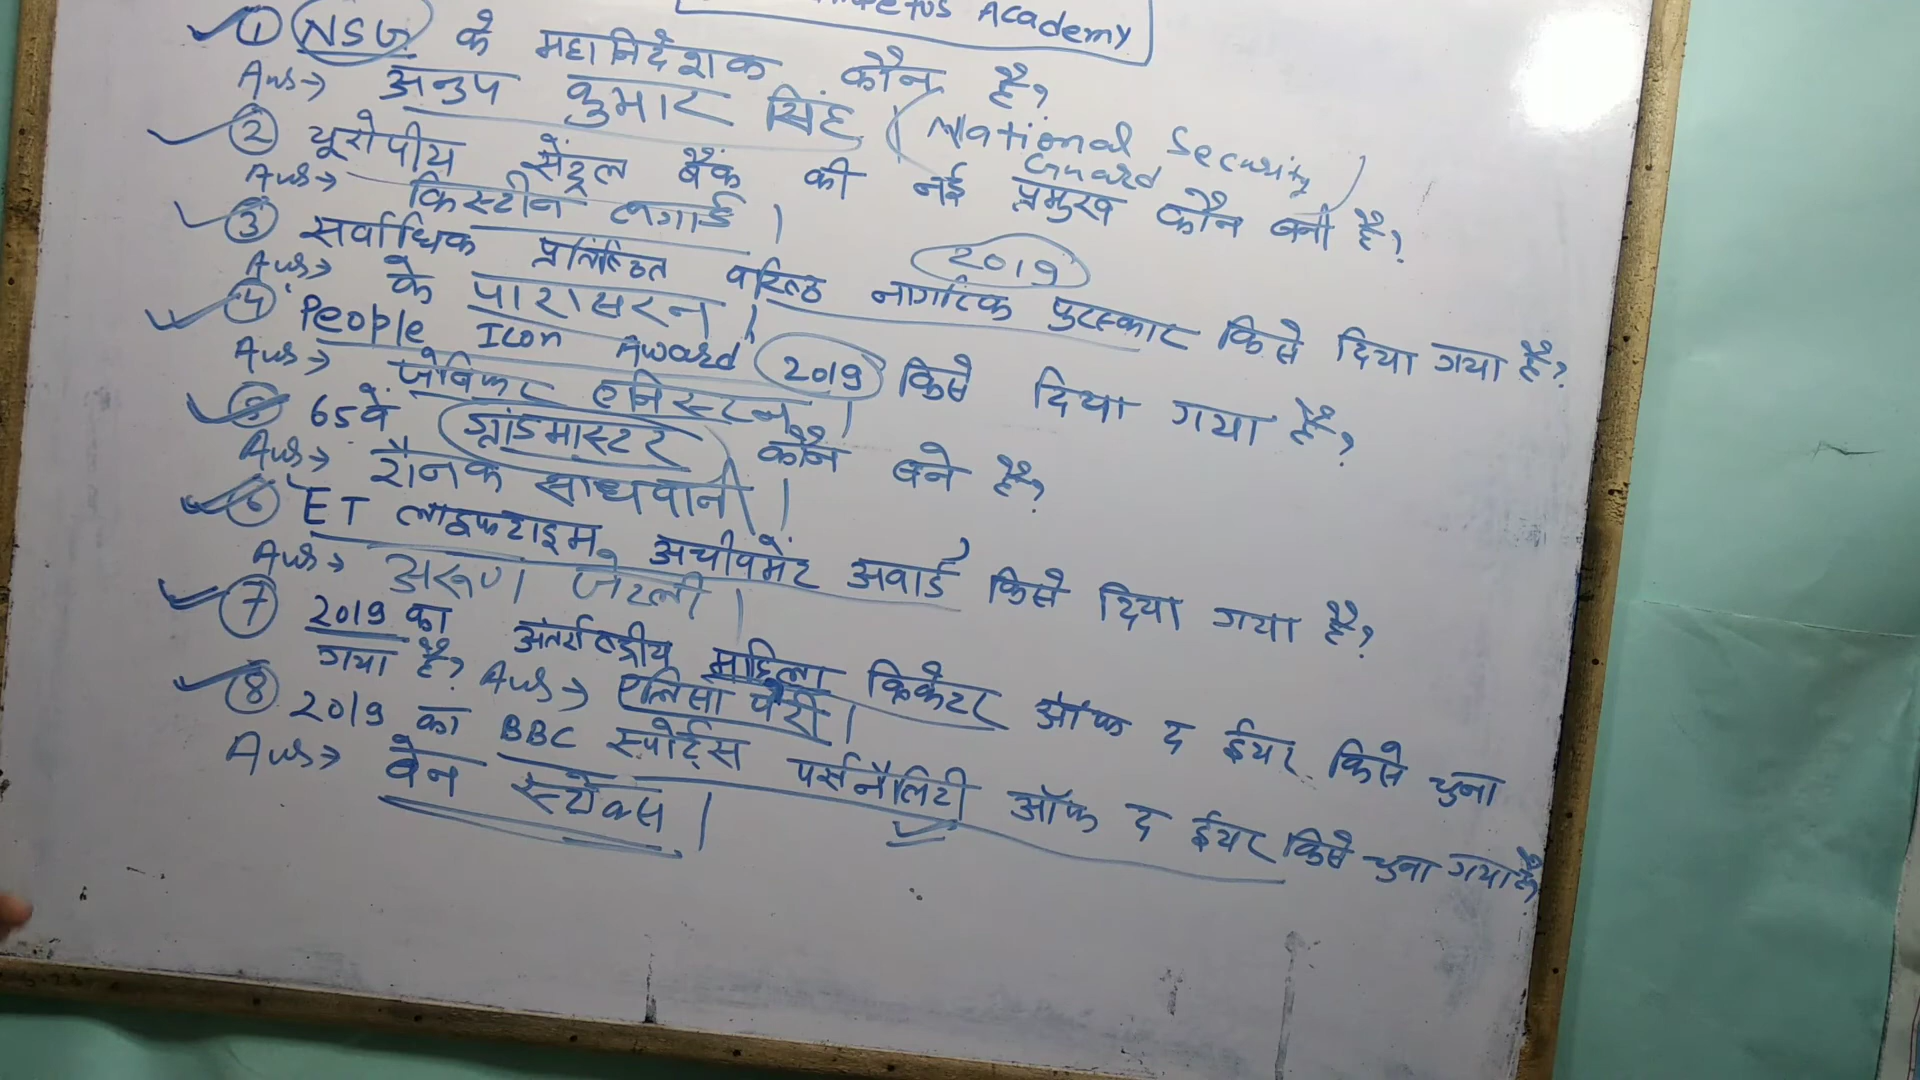 Academy
① NSG के महानिदेशक कौन है?
Ans→ अनुप कुमार सिंह (National Security Guard)
② यूरोपीय सेंट्रल बैंक की नई प्रमुख कौन बनी है?
Ans→ किस्टीन लगार्ड।
③ सर्वाधिक प्रतिष्ठित वरिष्ठ नागरिक पुरस्कार किसे दिया गया है? 2019
Ans→ के पारासरन।
④ People Icon Award 2019 किसे दिया गया है?
Ans→ जेनिफर एनिस्टन।
65वें ग्रांडमास्टर कौन बने है?
Ans→ रौनक साधवानी।
⑥ ET लाइफटाइम अचीवमेंट अवार्ड किसे दिया गया है?
Ans→ अरूण जेटली।
⑦ 2019 का अंतर्राष्ट्रीय महिला क्रिकेटर ऑफ द ईयर किसे चुना
गया है? Ans→ एलिसा पैरी।
⑧ 2019 का BBC स्पोर्ट्स पर्सनैलिटी ऑफ द ईयर किसे चुना गया है?
Ans→ बेन स्टोक्स।